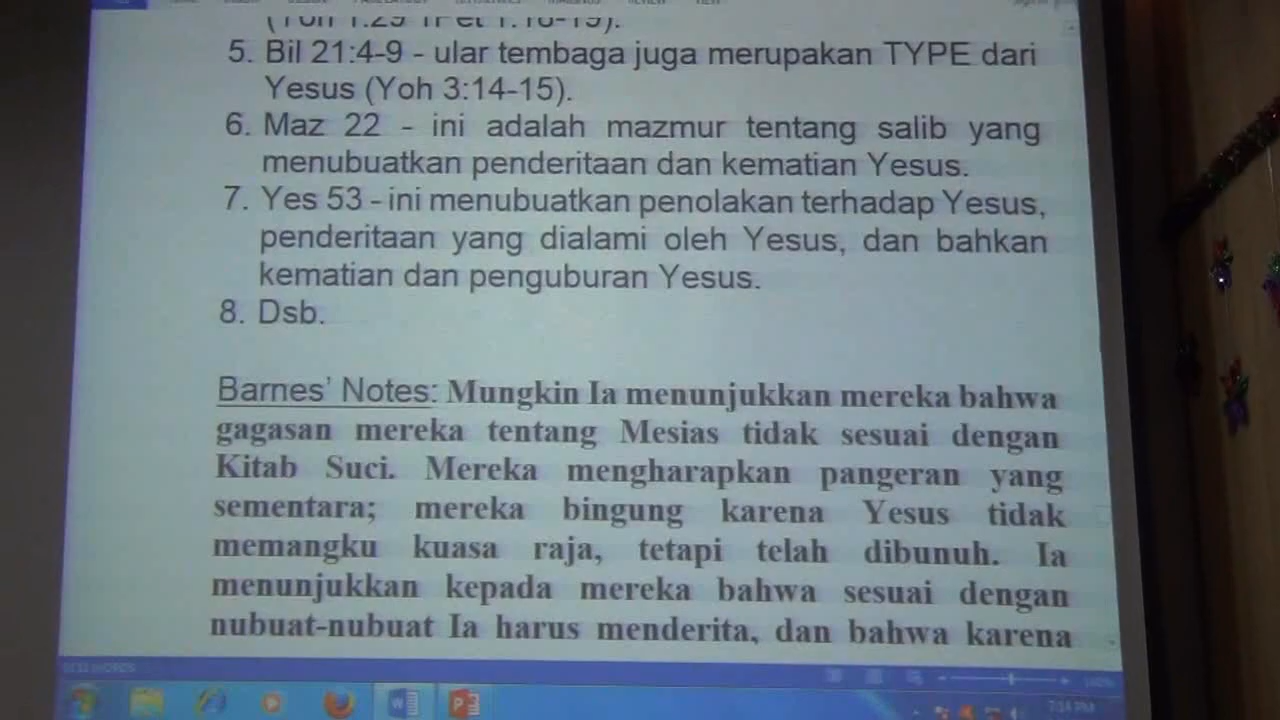 5. Bil 21:4-9 - ular tembaga juga merupakan TYPE dari
Yesus (Yoh 3:14-15).
6. Maz 22 - ini adalah mazmur tentang salib yang
menubuatkan penderitaan dan kematian Yesus.
7. Yes 53 - ini menubuatkan penolakan terhadap Yesus,
penderitaan yang dialami oleh Yesus, dan bahkan
kematian dan penguburan Yesus.
8. Dsb.
Barnes' Notes: Mungkin Ia menunjukkan mereka bahwa
gagasan mereka tentang Mesias tidak sesuai dengan
Kitab Suci. Mereka mengharapkan pangeran yang
sementara; mereka bingung karena Yesus tidak
memangku kuasa raja, tetapi telah dibunuh. Ia
menunjukkan kepada mereka bahwa sesuai dengan
nubuat-nubuat Ia harus menderita, dan bahwa karena
7:14 PM